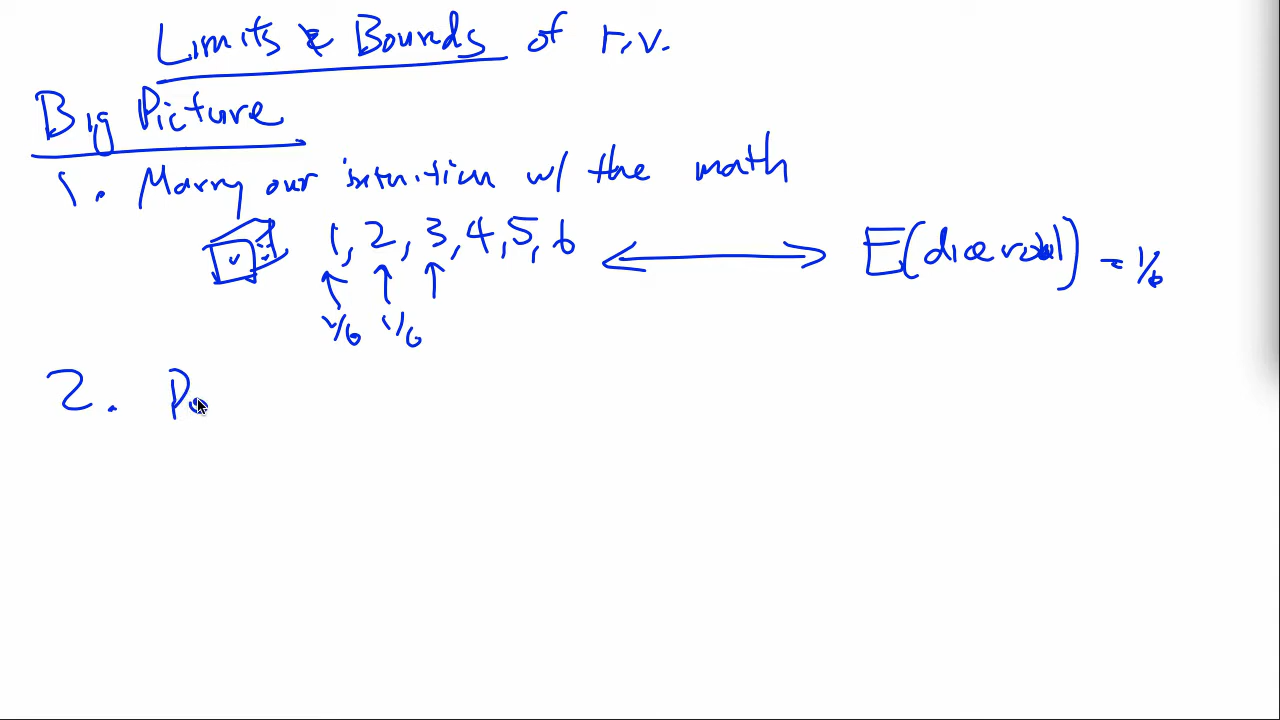 Limits & Bounds of r.v.
Big Picture
1. Marry our intuition w/ the math
1, 2, 3, 4, 5, 6 E(dice roll) = 1/6
1/6 1/6
2. Po